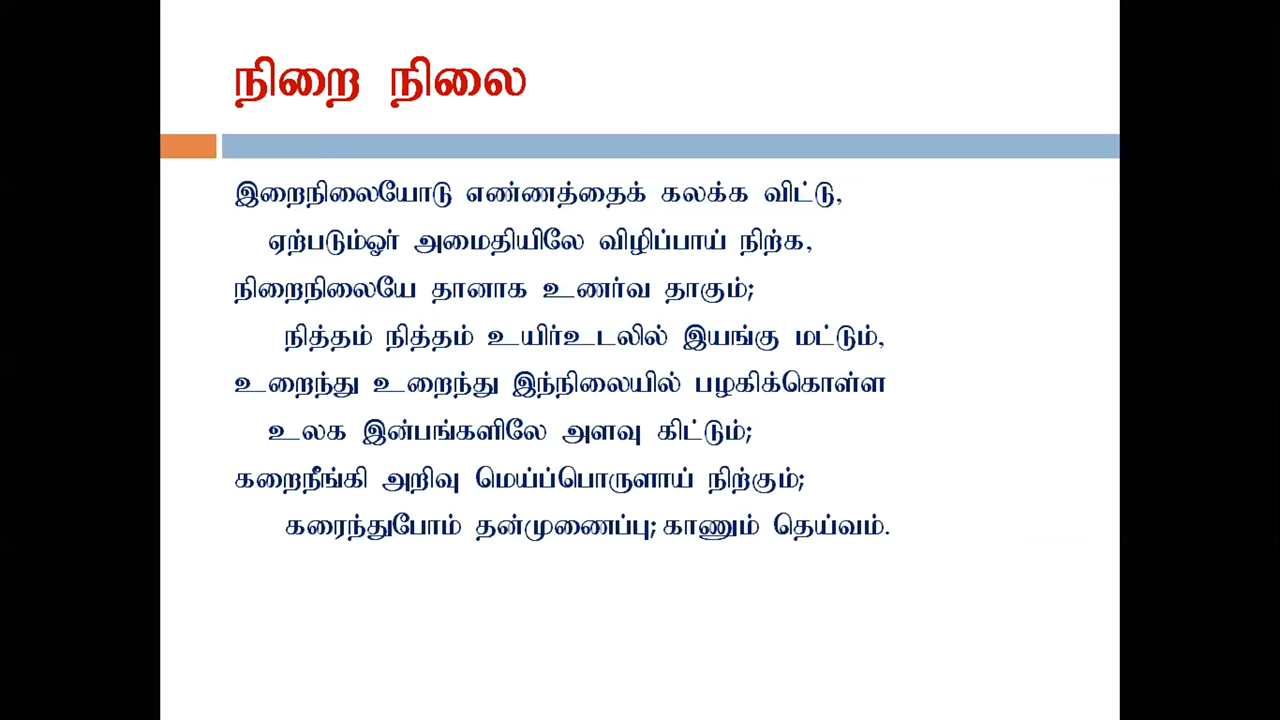 நிறை நிலை
இறைநிலையோடு எண்ணத்தைக் கலக்க விட்டு,
ஏற்படும்ஓர் அமைதியிலே விழிப்பாய் நிற்க,
நிறைநிலையே தானாக உணர்வ தாகும்;
நித்தம் நித்தம் உயிர்உடலில் இயங்கு மட்டும்,
உறைந்து உறைந்து இந்நிலையில் பழகிக்கொள்ள
உலக இன்பங்களிலே அளவு கிட்டும்;
கறைநீங்கி அறிவு மெய்ப்பொருளாய் நிற்கும்;
கரைந்துபோம் தன்முணைப்பு; காணும் தெய்வம்.